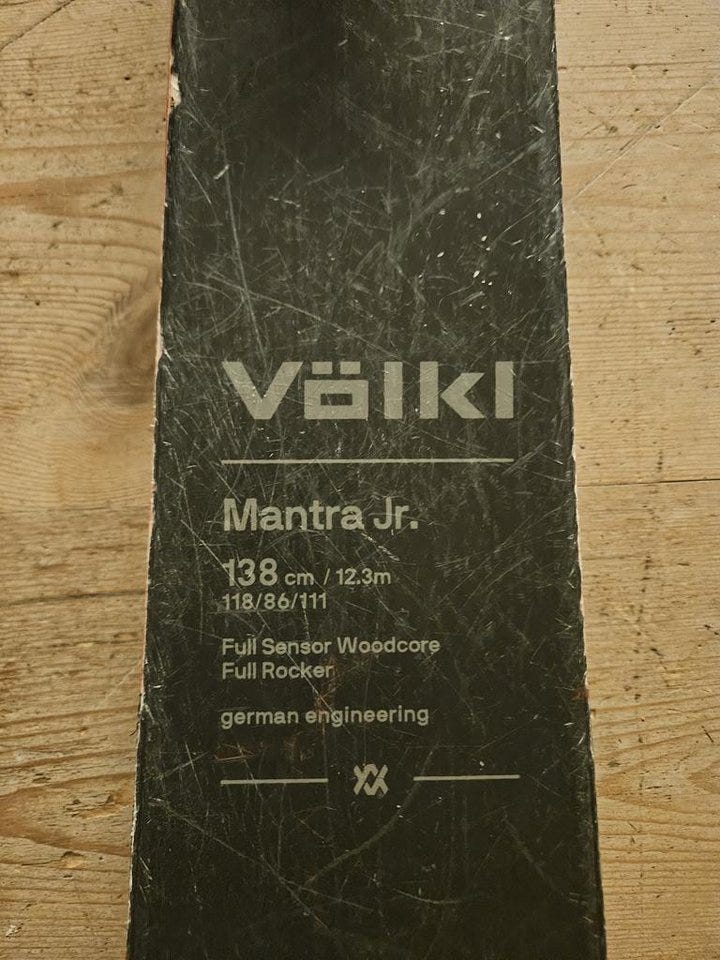 Völkl
Mantra Jr.
138 cm / 12.3m
118/86/111
Full Sensor Woodcore
Full Rocker
german engineering